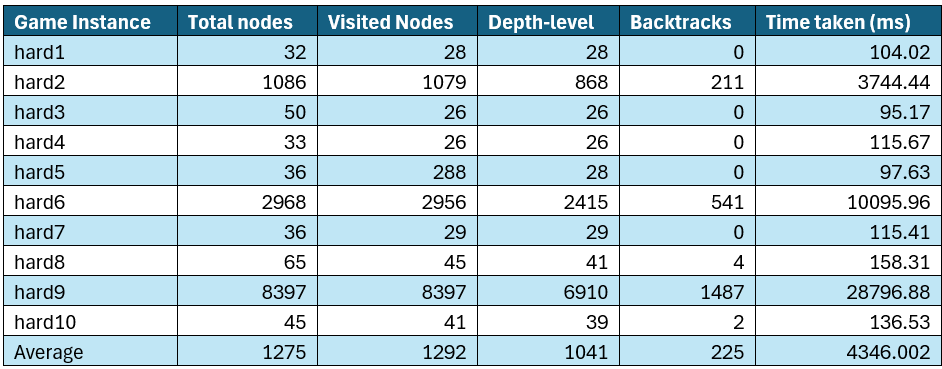 Game Instance Total nodes Visited Nodes Depth-level Backtracks Time taken (ms)
hard1 32 28 28 0 104.02
hard2 1086 1079 868 211 3744.44
hard3 50 26 26 0 95.17
hard4 33 26 26 0 115.67
hard5 36 288 28 0 97.63
hard6 2968 2956 2415 541 10095.96
hard7 36 29 29 0 115.41
hard8 65 45 41 4 158.31
hard9 8397 8397 6910 1487 28796.88
hard10 45 41 39 2 136.53
Average 1275 1292 1041 225 4346.002